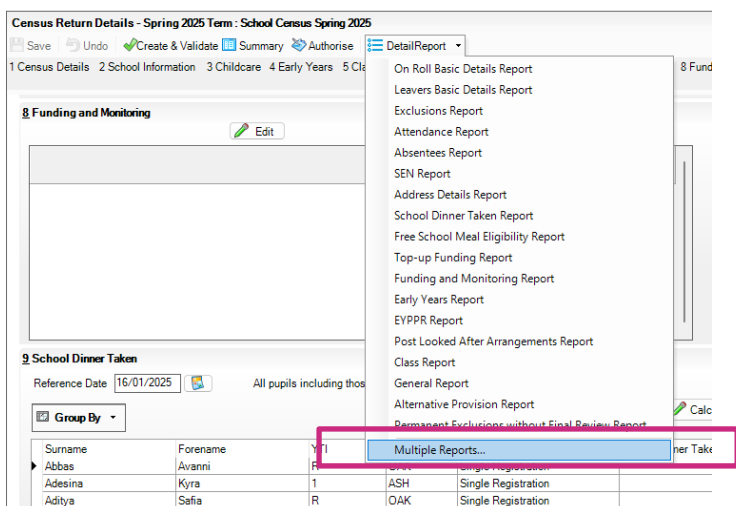 Census Return Details - Spring 2025 Term : School Census Spring 2025
Save Undo Create & Validate Summary Authorise DetailReport
1 Census Details 2 School Information 3 Childcare 4 Early Years 5 Cla 8 Fund
On Roll Basic Details Report
Leavers Basic Details Report
Exclusions Report
Attendance Report
Absentees Report
SEN Report
Address Details Report
School Dinner Taken Report
Free School Meal Eligibility Report
Top-up Funding Report
Funding and Monitoring Report
Early Years Report
EYPPR Report
Post Looked After Arrangements Report
Class Report
General Report
Alternative Provision Report
Permanent Exclusions without Final Review Report
Multiple Reports...
8 Funding and Monitoring
Edit
9 School Dinner Taken
Reference Date 16/01/2025 All pupils including thos
Group By Calc
Surname Forename YTI ner Take
Abbas Avanni R OAK Single Registration
Adesina Kyra 1 ASH Single Registration
Aditya Safia R OAK Single Registration